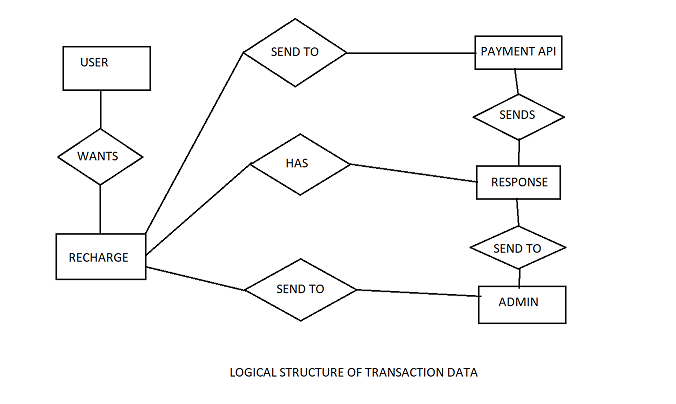 SEND TO
PAYMENT API
USER
SENDS
WANTS
HAS
RESPONSE
SEND TO
RECHARGE
SEND TO
ADMIN
LOGICAL STRUCTURE OF TRANSACTION DATA